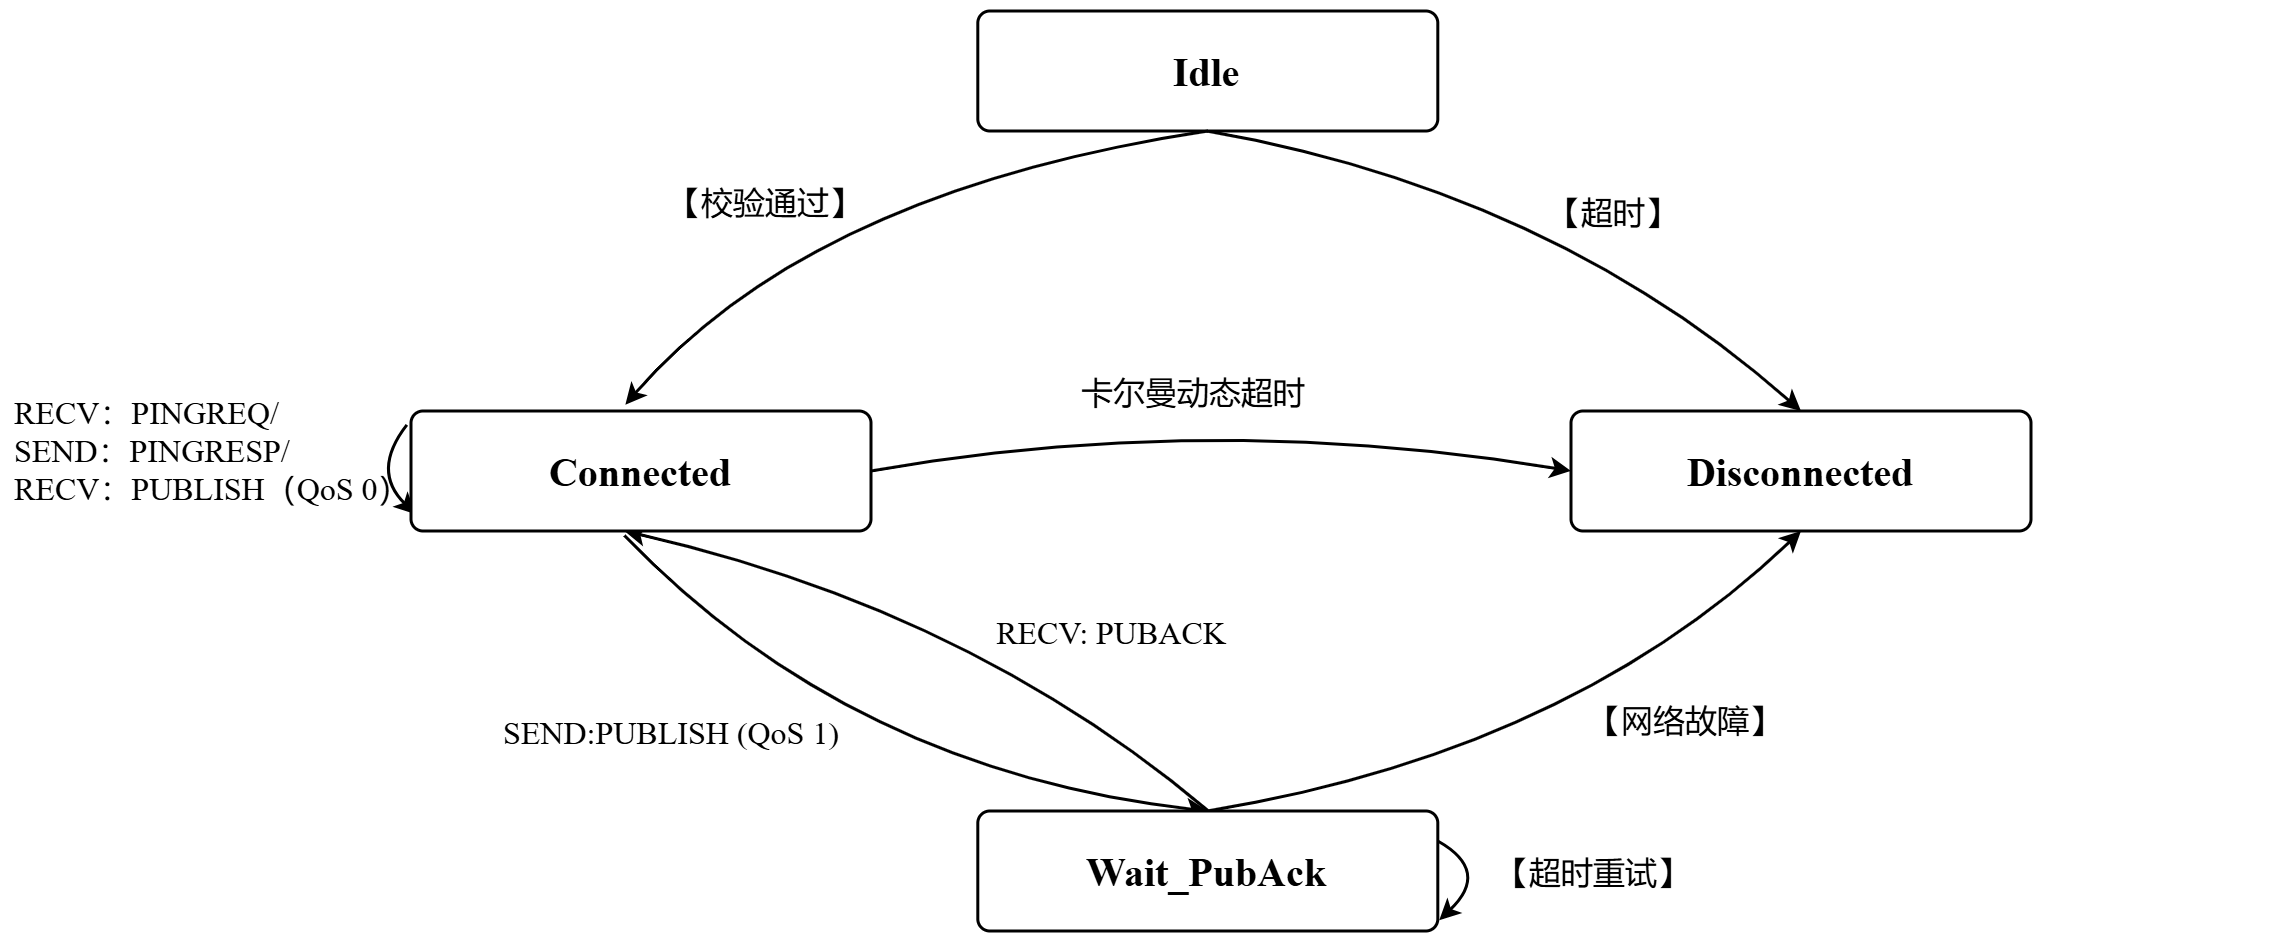 Idle
【校验通过】
【超时】
卡尔曼动态超时
RECV：PINGREQ/
SEND：PINGRESP/
RECV：PUBLISH（QoS 0）
Connected
Disconnected
RECV: PUBACK
SEND:PUBLISH (QoS 1)
【网络故障】
Wait_PubAck
【超时重试】